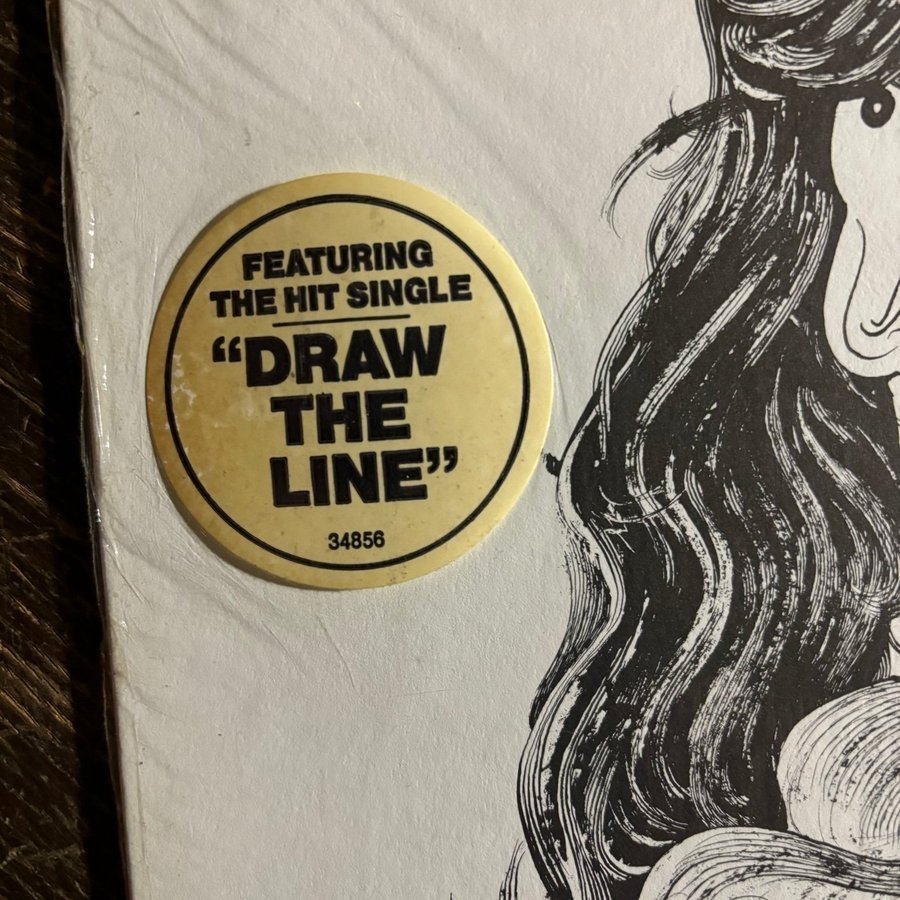 FEATURING
THE HIT SINGLE
“DRAW
THE
LINE”
34856